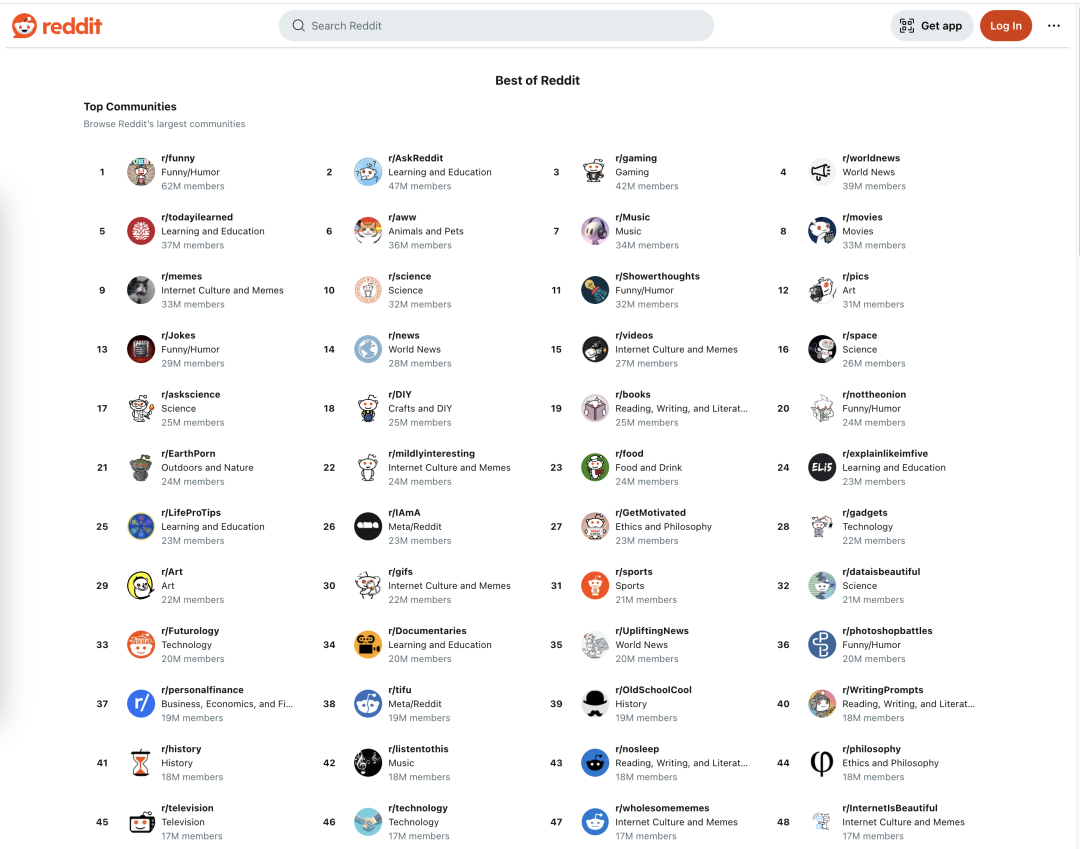 reddit
Search Reddit
Get app
Log In
Best of Reddit
Top Communities
Browse Reddit's largest communities
1
r/funny
Funny/Humor
62M members
2
r/AskReddit
Learning and Education
47M members
3
r/gaming
Gaming
42M members
4
r/worldnews
World News
39M members
5
r/todayilearned
Learning and Education
37M members
6
r/aww
Animals and Pets
36M members
7
r/Music
Music
34M members
8
r/movies
Movies
33M members
9
r/memes
Internet Culture and Memes
33M members
10
r/science
Science
32M members
11
r/Showerthoughts
Funny/Humor
32M members
12
r/pics
Art
31M members
13
r/Jokes
Funny/Humor
29M members
14
r/news
World News
28M members
15
r/videos
Internet Culture and Memes
27M members
16
r/space
Science
26M members
17
r/askscience
Science
25M members
18
r/DIY
Crafts and DIY
25M members
19
r/books
Reading, Writing, and Literat...
25M members
20
r/nottheonion
Funny/Humor
24M members
21
r/EarthPorn
Outdoors and Nature
24M members
22
r/mildlyinteresting
Internet Culture and Memes
24M members
23
r/food
Food and Drink
24M members
24
ELI5
r/explainlikeimfive
Learning and Education
23M members
25
r/LifeProTips
Learning and Education
23M members
26
r/IAmA
Meta/Reddit
23M members
27
r/GetMotivated
Ethics and Philosophy
23M members
28
r/gadgets
Technology
22M members
29
r/Art
Art
22M members
30
r/gifs
Internet Culture and Memes
22M members
31
r/sports
Sports
21M members
32
r/dataisbeautiful
Science
21M members
33
r/Futurology
Technology
20M members
34
r/Documentaries
Learning and Education
20M members
35
r/UpliftingNews
World News
20M members
36
r/photoshopbattles
Funny/Humor
20M members
37
r/
r/personalfinance
Business, Economics, and Fi...
19M members
38
r/tifu
Meta/Reddit
19M members
39
r/OldSchoolCool
History
19M members
40
r/WritingPrompts
Reading, Writing, and Literat...
18M members
41
r/history
History
18M members
42
r/listentothis
Music
18M members
43
r/nosleep
Reading, Writing, and Literat...
18M members
44
φ
r/philosophy
Ethics and Philosophy
18M members
45
r/television
Television
17M members
46
r/technology
Technology
17M members
47
r/wholesomememes
Internet Culture and Memes
17M members
48
r/InternetIsBeautiful
Internet Culture and Memes
17M members